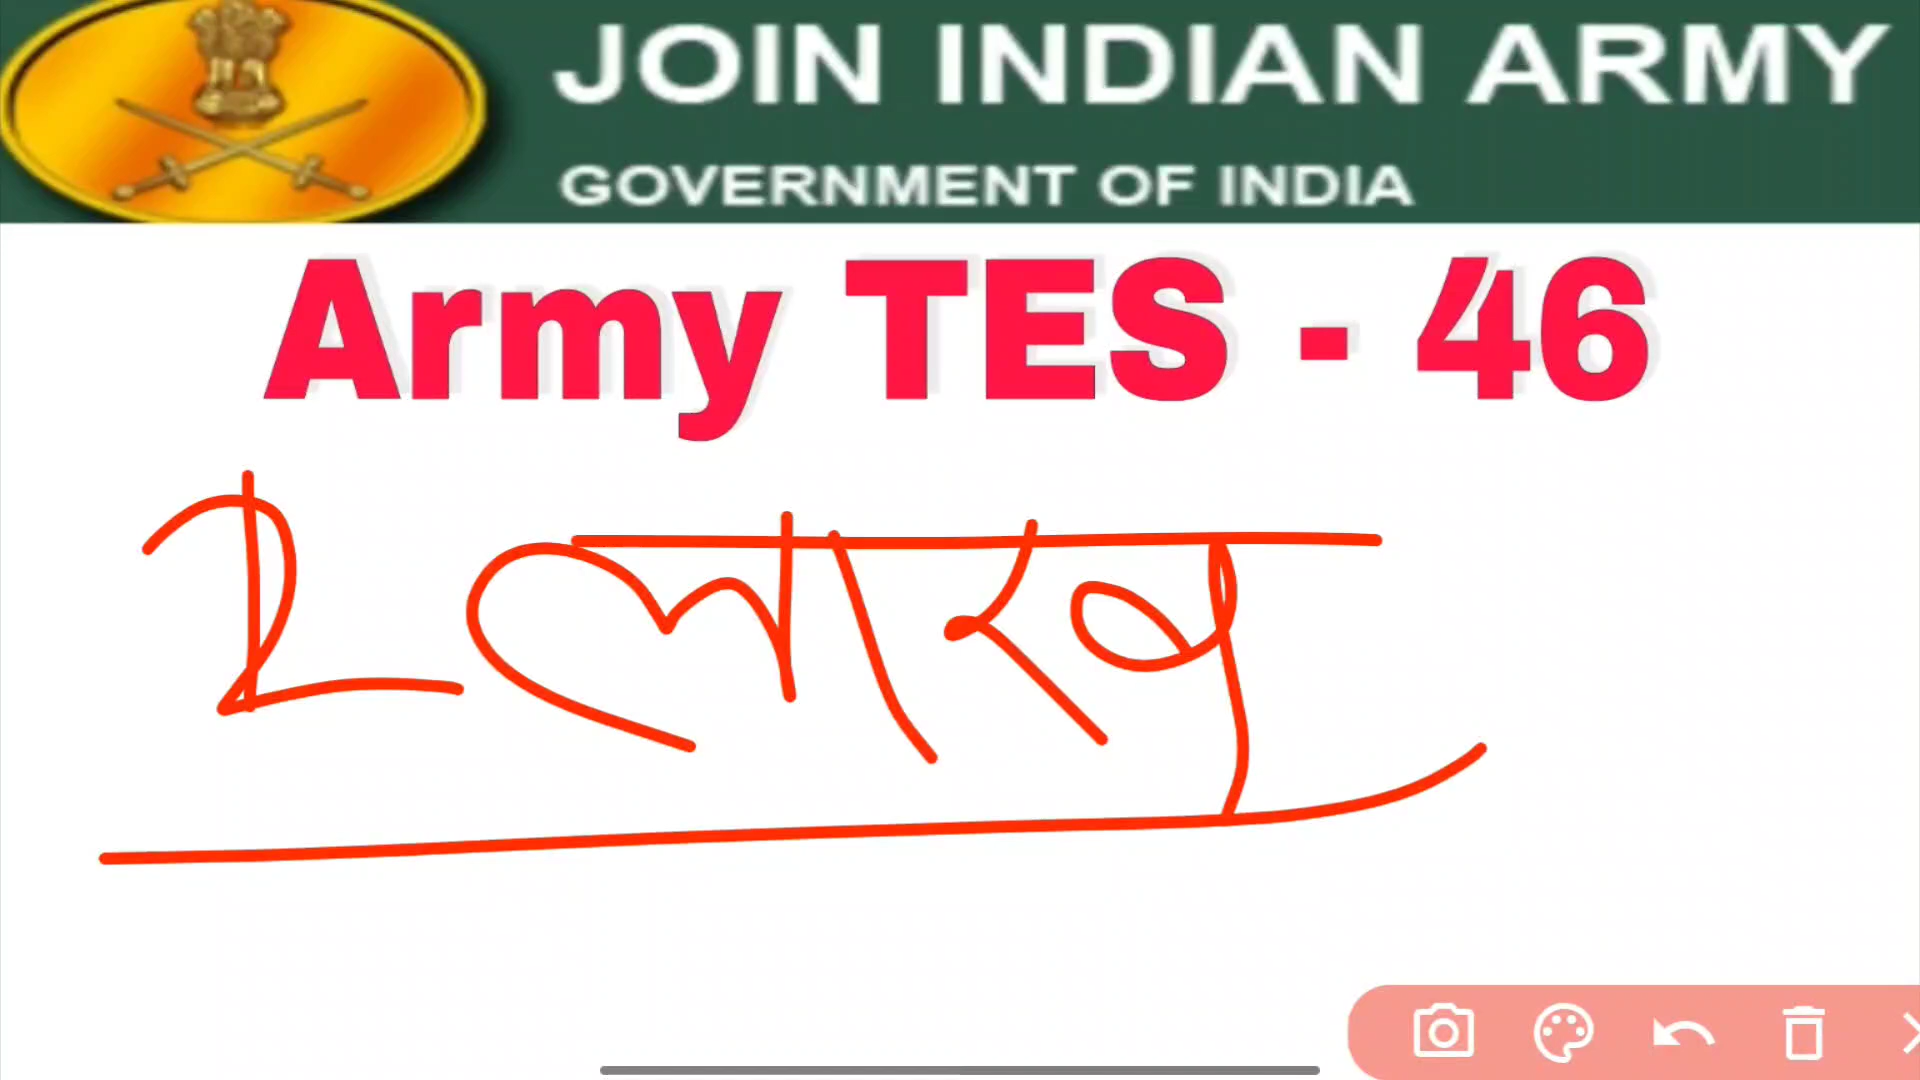 JOIN INDIAN ARMY
GOVERNMENT OF INDIA
Army TES - 46
2 लाख